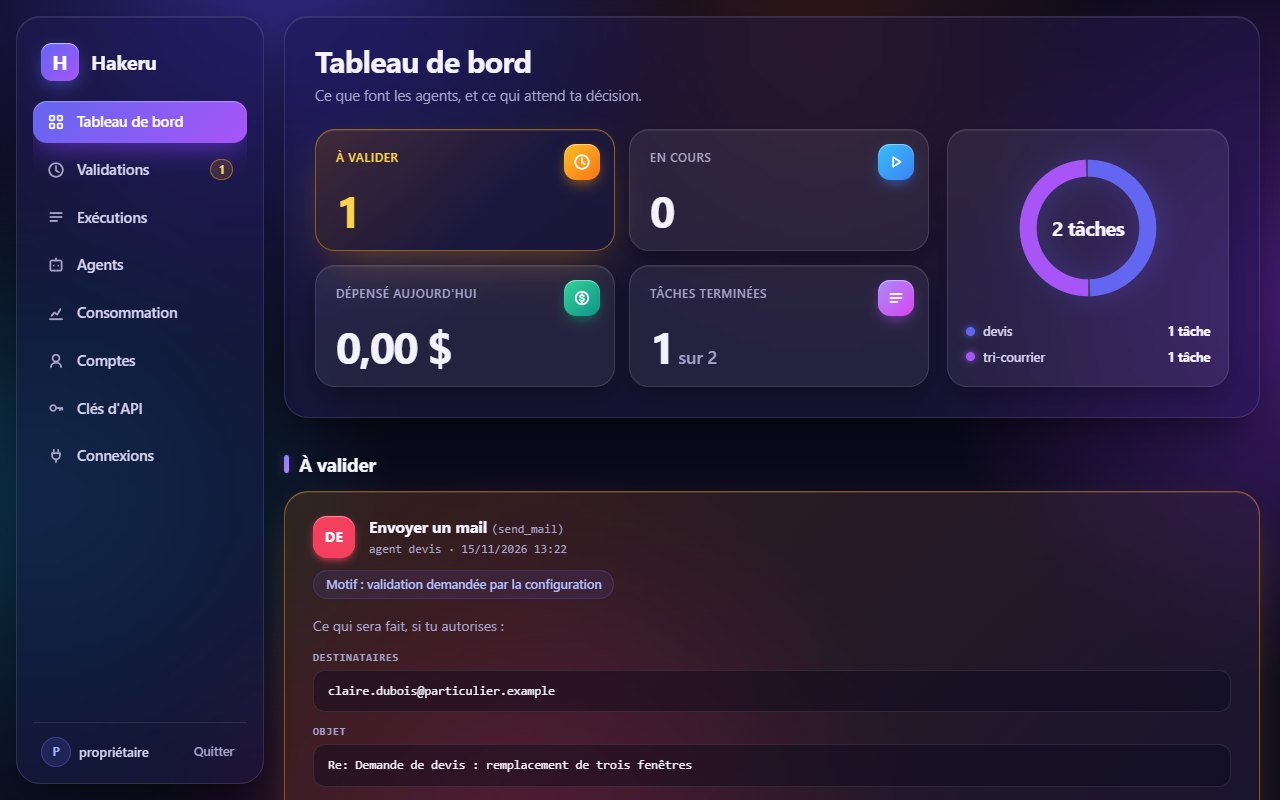 H Hakeru
Tableau de bord
Validations 1
Exécutions
Agents
Consommation
Comptes
Clés d'API
Connexions
P propriétaire Quitter
Tableau de bord
Ce que font les agents, et ce qui attend ta décision.
À VALIDER
1
EN COURS
0
DÉPENSÉ AUJOURD'HUI
0,00 $
TÂCHES TERMINÉES
1 sur 2
2 tâches
devis 1 tâche
tri-courrier 1 tâche
À valider
DE
Envoyer un mail (send_mail)
agent devis · 15/11/2026 13:22
Motif : validation demandée par la configuration
Ce qui sera fait, si tu autorises :
DESTINATAIRES
claire.dubois@particulier.example
OBJET
Re: Demande de devis : remplacement de trois fenêtres